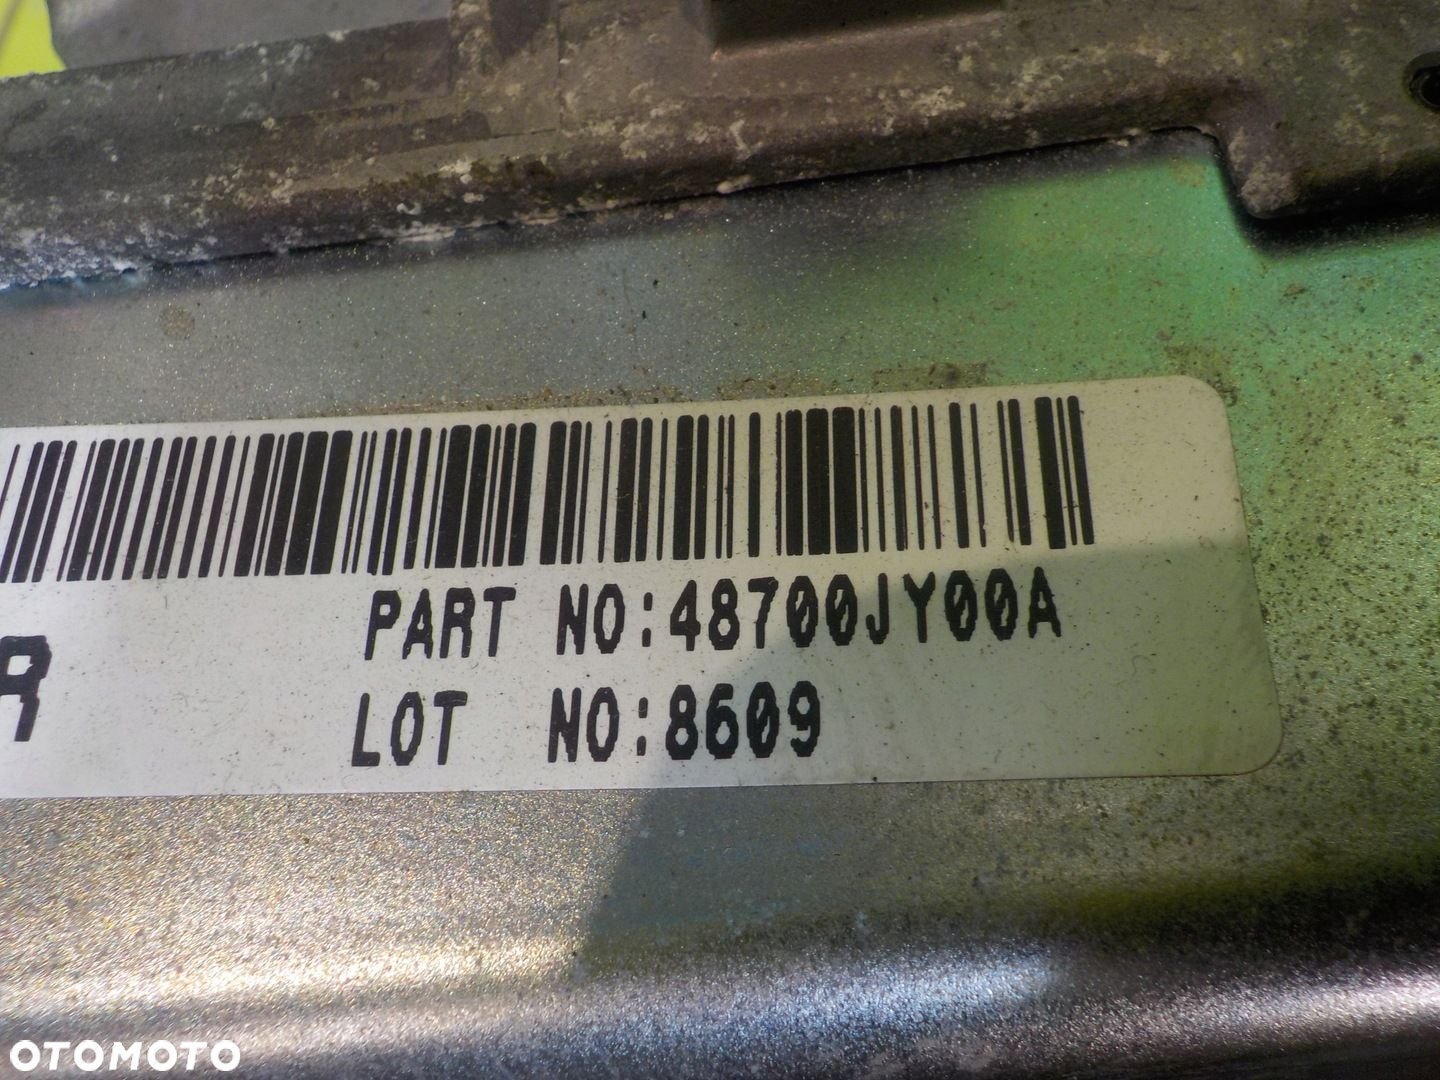 PART NO:48700JY00A
R
LOT NO:8609
OTOMOTO